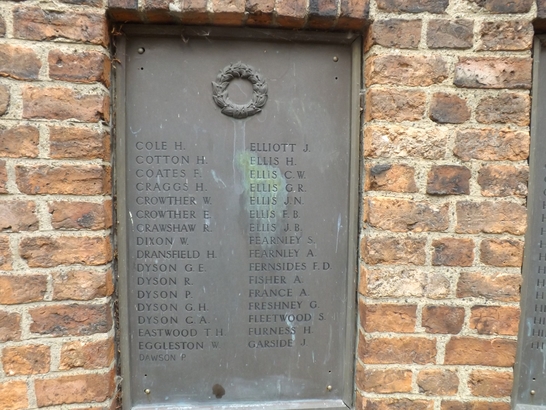 COLE H.
COTTON H.
COATES F.
CRAGGS H.
CROWTHER W.
CROWTHER E.
CRAWSHAW R.
DIXON W.
DRANSFIELD H.
DYSON G.E.
DYSON R.
DYSON P.
DYSON G.H.
DYSON C.A.
EASTWOOD T.H.
EGGLESTON W.
DAWSON P.
ELLIOTT J.
ELLIS H.
ELLIS C.W.
ELLIS G.R.
ELLIS J.N.
ELLIS F.B.
ELLIS J.B.
FEARNLEY S.
FEARNLEY A.
FERNSIDES F.D.
FISHER A.
FRANCE A.
FRESHNEY G.
FLEETWOOD S.
FURNESS H.
GARSIDE J.